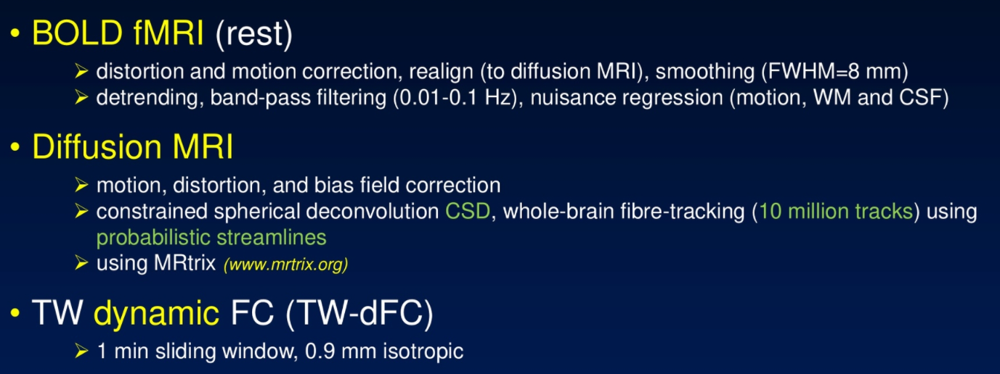 • BOLD fMRI (rest)
➢ distortion and motion correction, realign (to diffusion MRI), smoothing (FWHM=8 mm)
➢ detrending, band-pass filtering (0.01-0.1 Hz), nuisance regression (motion, WM and CSF)
• Diffusion MRI
➢ motion, distortion, and bias field correction
➢ constrained spherical deconvolution CSD, whole-brain fibre-tracking (10 million tracks) using
probabilistic streamlines
➢ using MRtrix (www.mrtrix.org)
• TW dynamic FC (TW-dFC)
➢ 1 min sliding window, 0.9 mm isotropic